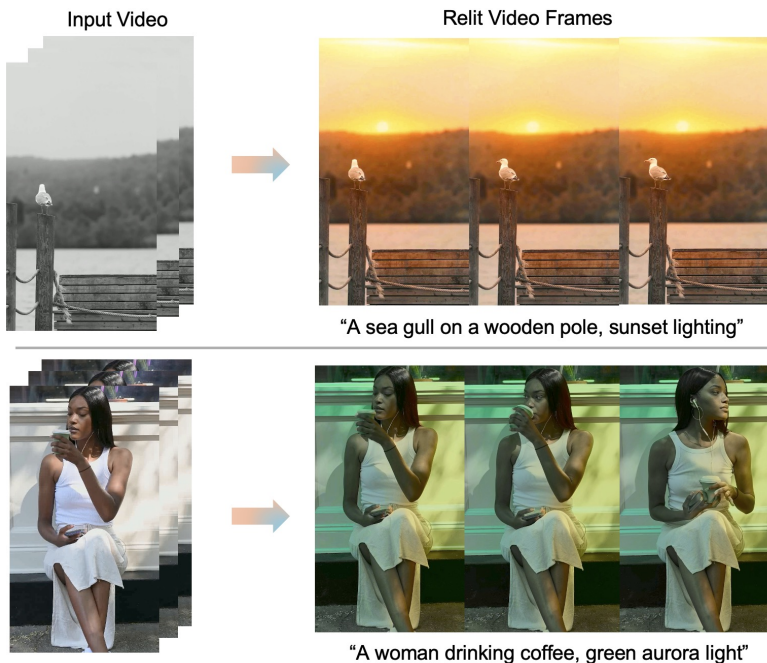 Input Video
Relit Video Frames
“A sea gull on a wooden pole, sunset lighting”
“A woman drinking coffee, green aurora light”